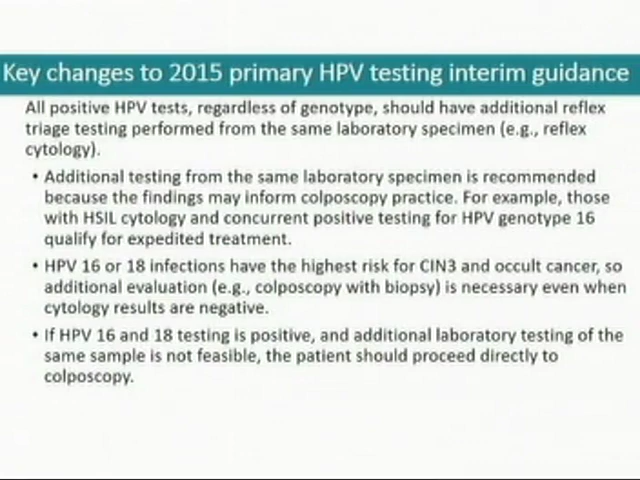 Key changes to 2015 primary HPV testing interim guidance
All positive HPV tests, regardless of genotype, should have additional reflex
triage testing performed from the same laboratory specimen (e.g., reflex
cytology).
• Additional testing from the same laboratory specimen is recommended
because the findings may inform colposcopy practice. For example, those
with HSIL cytology and concurrent positive testing for HPV genotype 16
qualify for expedited treatment.
• HPV 16 or 18 infections have the highest risk for CIN3 and occult cancer, so
additional evaluation (e.g., colposcopy with biopsy) is necessary even when
cytology results are negative.
• If HPV 16 and 18 testing is positive, and additional laboratory testing of the
same sample is not feasible, the patient should proceed directly to
colposcopy.